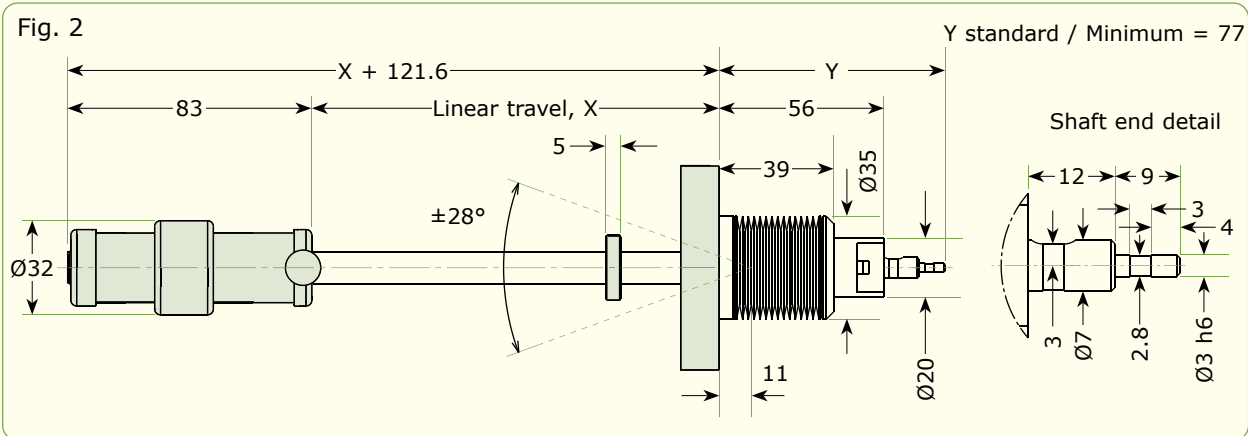 Fig. 2
Y standard / Minimum = 77
X + 121.6
Y
83
Linear travel, X
56
Shaft end detail
5
39
Ø35
12
9
±28°
3
4
Ø32
11
Ø20
3
Ø7
2.8
Ø3 h6